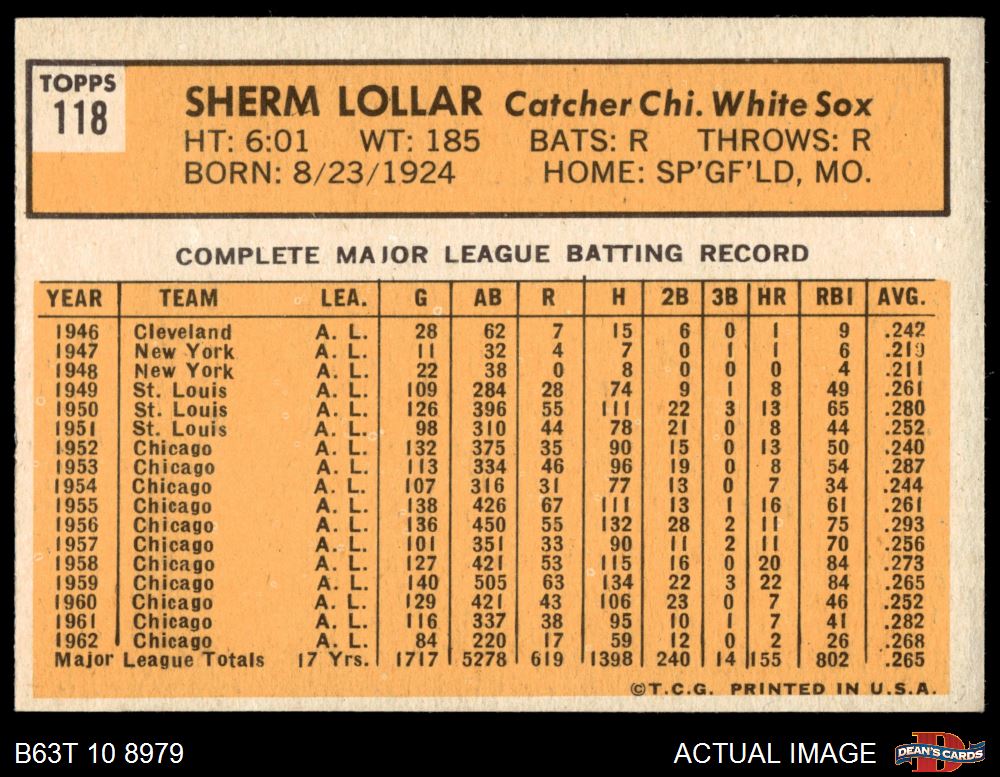 TOPPS
118
SHERM LOLLAR Catcher Chi. White Sox
HT: 6:01 WT: 185 BATS: R THROWS: R
BORN: 8/23/1924 HOME: SP'GF'LD, MO.
COMPLETE MAJOR LEAGUE BATTING RECORD
YEAR TEAM LEA. G AB R H 2B 3B HR RBI AVG.
1946 Cleveland A. L. 28 62 7 15 6 0 1 9 .242
1947 New York A. L. 11 32 4 7 0 1 1 6 .219
1948 New York A. L. 22 38 0 8 0 0 0 4 .211
1949 St. Louis A. L. 109 284 28 74 9 1 8 49 .261
1950 St. Louis A. L. 126 396 55 111 22 3 13 65 .280
1951 St. Louis A. L. 98 310 44 78 21 0 8 44 .252
1952 Chicago A. L. 132 375 35 90 15 0 13 50 .240
1953 Chicago A. L. 113 334 46 96 19 0 8 54 .287
1954 Chicago A. L. 107 316 31 77 13 0 7 34 .244
1955 Chicago A. L. 138 426 67 111 13 1 16 61 .261
1956 Chicago A. L. 136 450 55 132 28 2 11 75 .293
1957 Chicago A. L. 101 351 33 90 11 2 11 70 .256
1958 Chicago A. L. 127 421 53 115 16 0 20 84 .273
1959 Chicago A. L. 140 505 63 134 22 3 22 84 .265
1960 Chicago A. L. 129 421 43 106 23 0 7 46 .252
1961 Chicago A. L. 116 337 38 95 10 1 7 41 .282
1962 Chicago A. L. 84 220 17 59 12 0 2 26 .268
Major League Totals 17 Yrs. 1717 5278 619 1398 240 14 155 802 .265
©T.C.G. PRINTED IN U.S.A.
B63T 10 8979 ACTUAL IMAGE DEAN'S CARDS